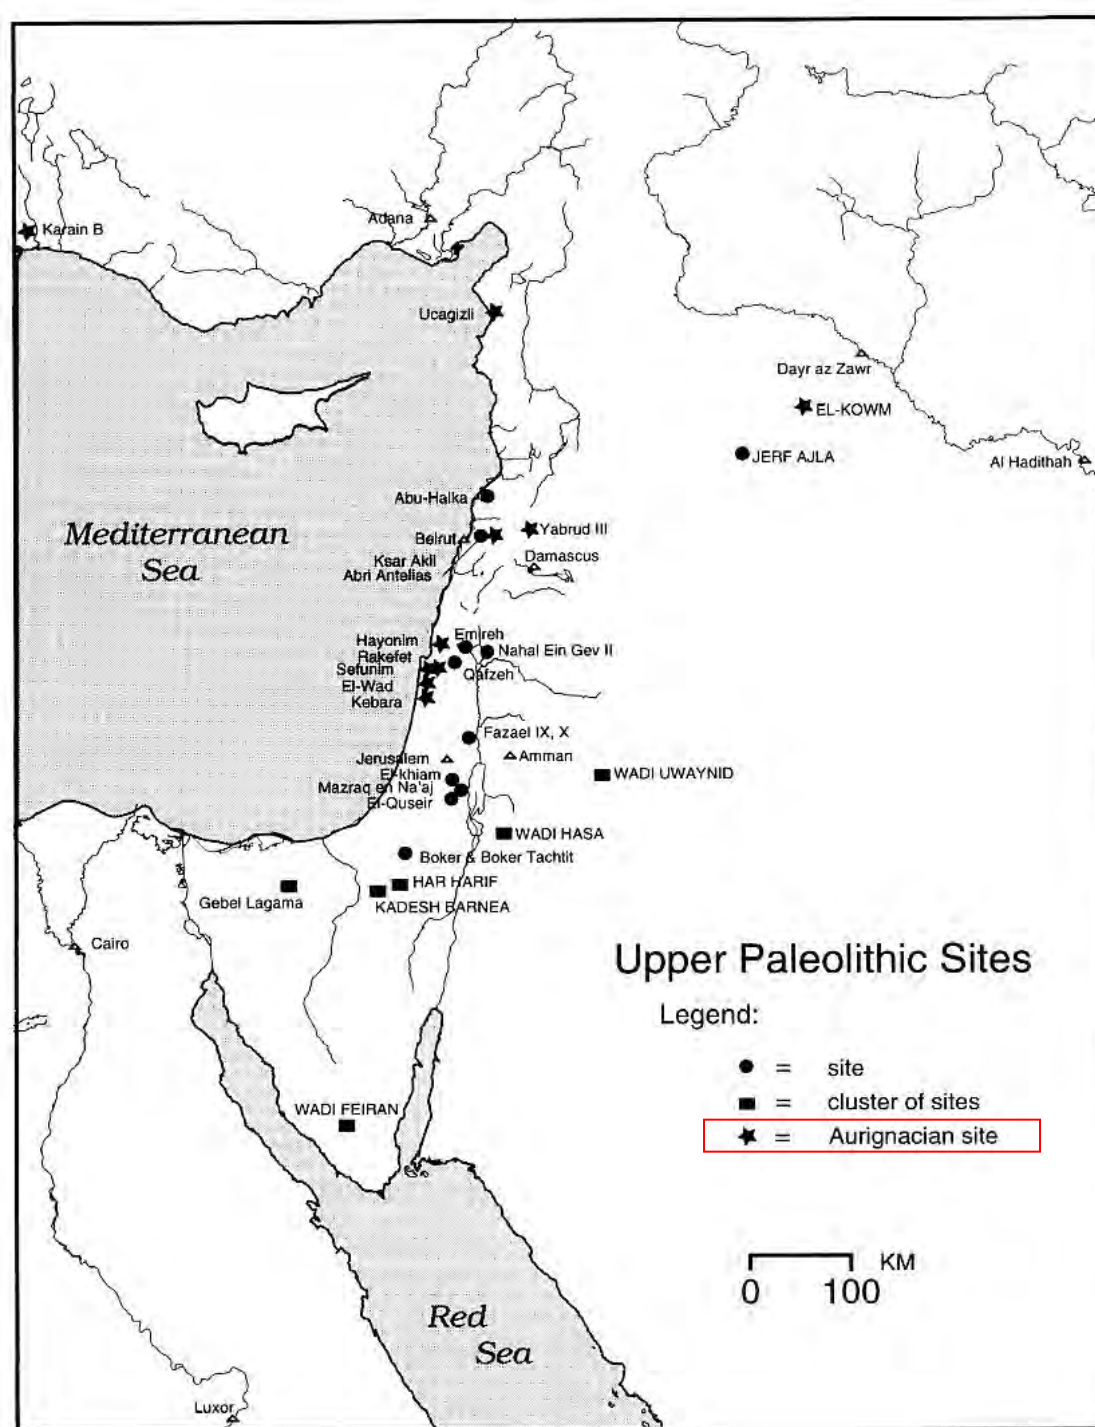 Karain B
Adana
Ucagizli
Dayr az Zawr
EL-KOWM
JERF AJLA
Al Hadithah
Abu-Halka
Mediterranean
Sea
Beirut
Yabrud III
Ksar Akil
Abri Antelias
Damascus
Hayonim
Emireh
Rakefet
Nahal Ein Gev II
Sefunim
Qafzeh
El-Wad
Kebara
Fazael IX, X
Jerusalem
Amman
El-khiam
WADI UWAYNID
Mazraq en Na'aj
El-Quseir
WADI HASA
Boker & Boker Tachtit
HAR HARIF
Gebel Lagama
KADESH BARNEA
Cairo
Upper Paleolithic Sites
Legend:
= site
= cluster of sites
= Aurignacian site
WADI FEIRAN
KM
0 100
Red
Sea
Luxor